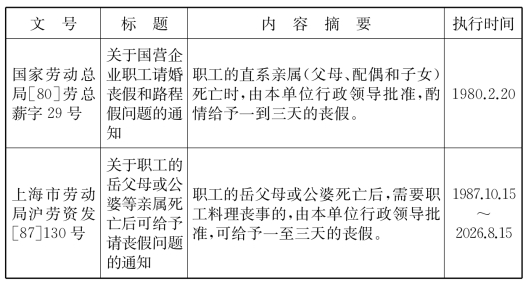 文 号
标 题
内 容 摘 要
执行时间
国家劳动总
局[80]劳总
薪字 29 号
关于国营企
业职工请婚
丧假和路程
假问题的通
知
职工的直系亲属(父母、配偶和子女)
死亡时,由本单位行政领导批准,酌
情给予一到三天的丧假。
1980.2.20
上海市劳动
局沪劳资发
[87]130 号
关于职工的
岳父母或公
婆等亲属死
亡后可给予
请丧假问题
的通知
职工的岳父母或公婆死亡后,需要职
工料理丧事的,由本单位行政领导批
准,可给予一至三天的丧假。
1987.10.15
～
2026.8.15